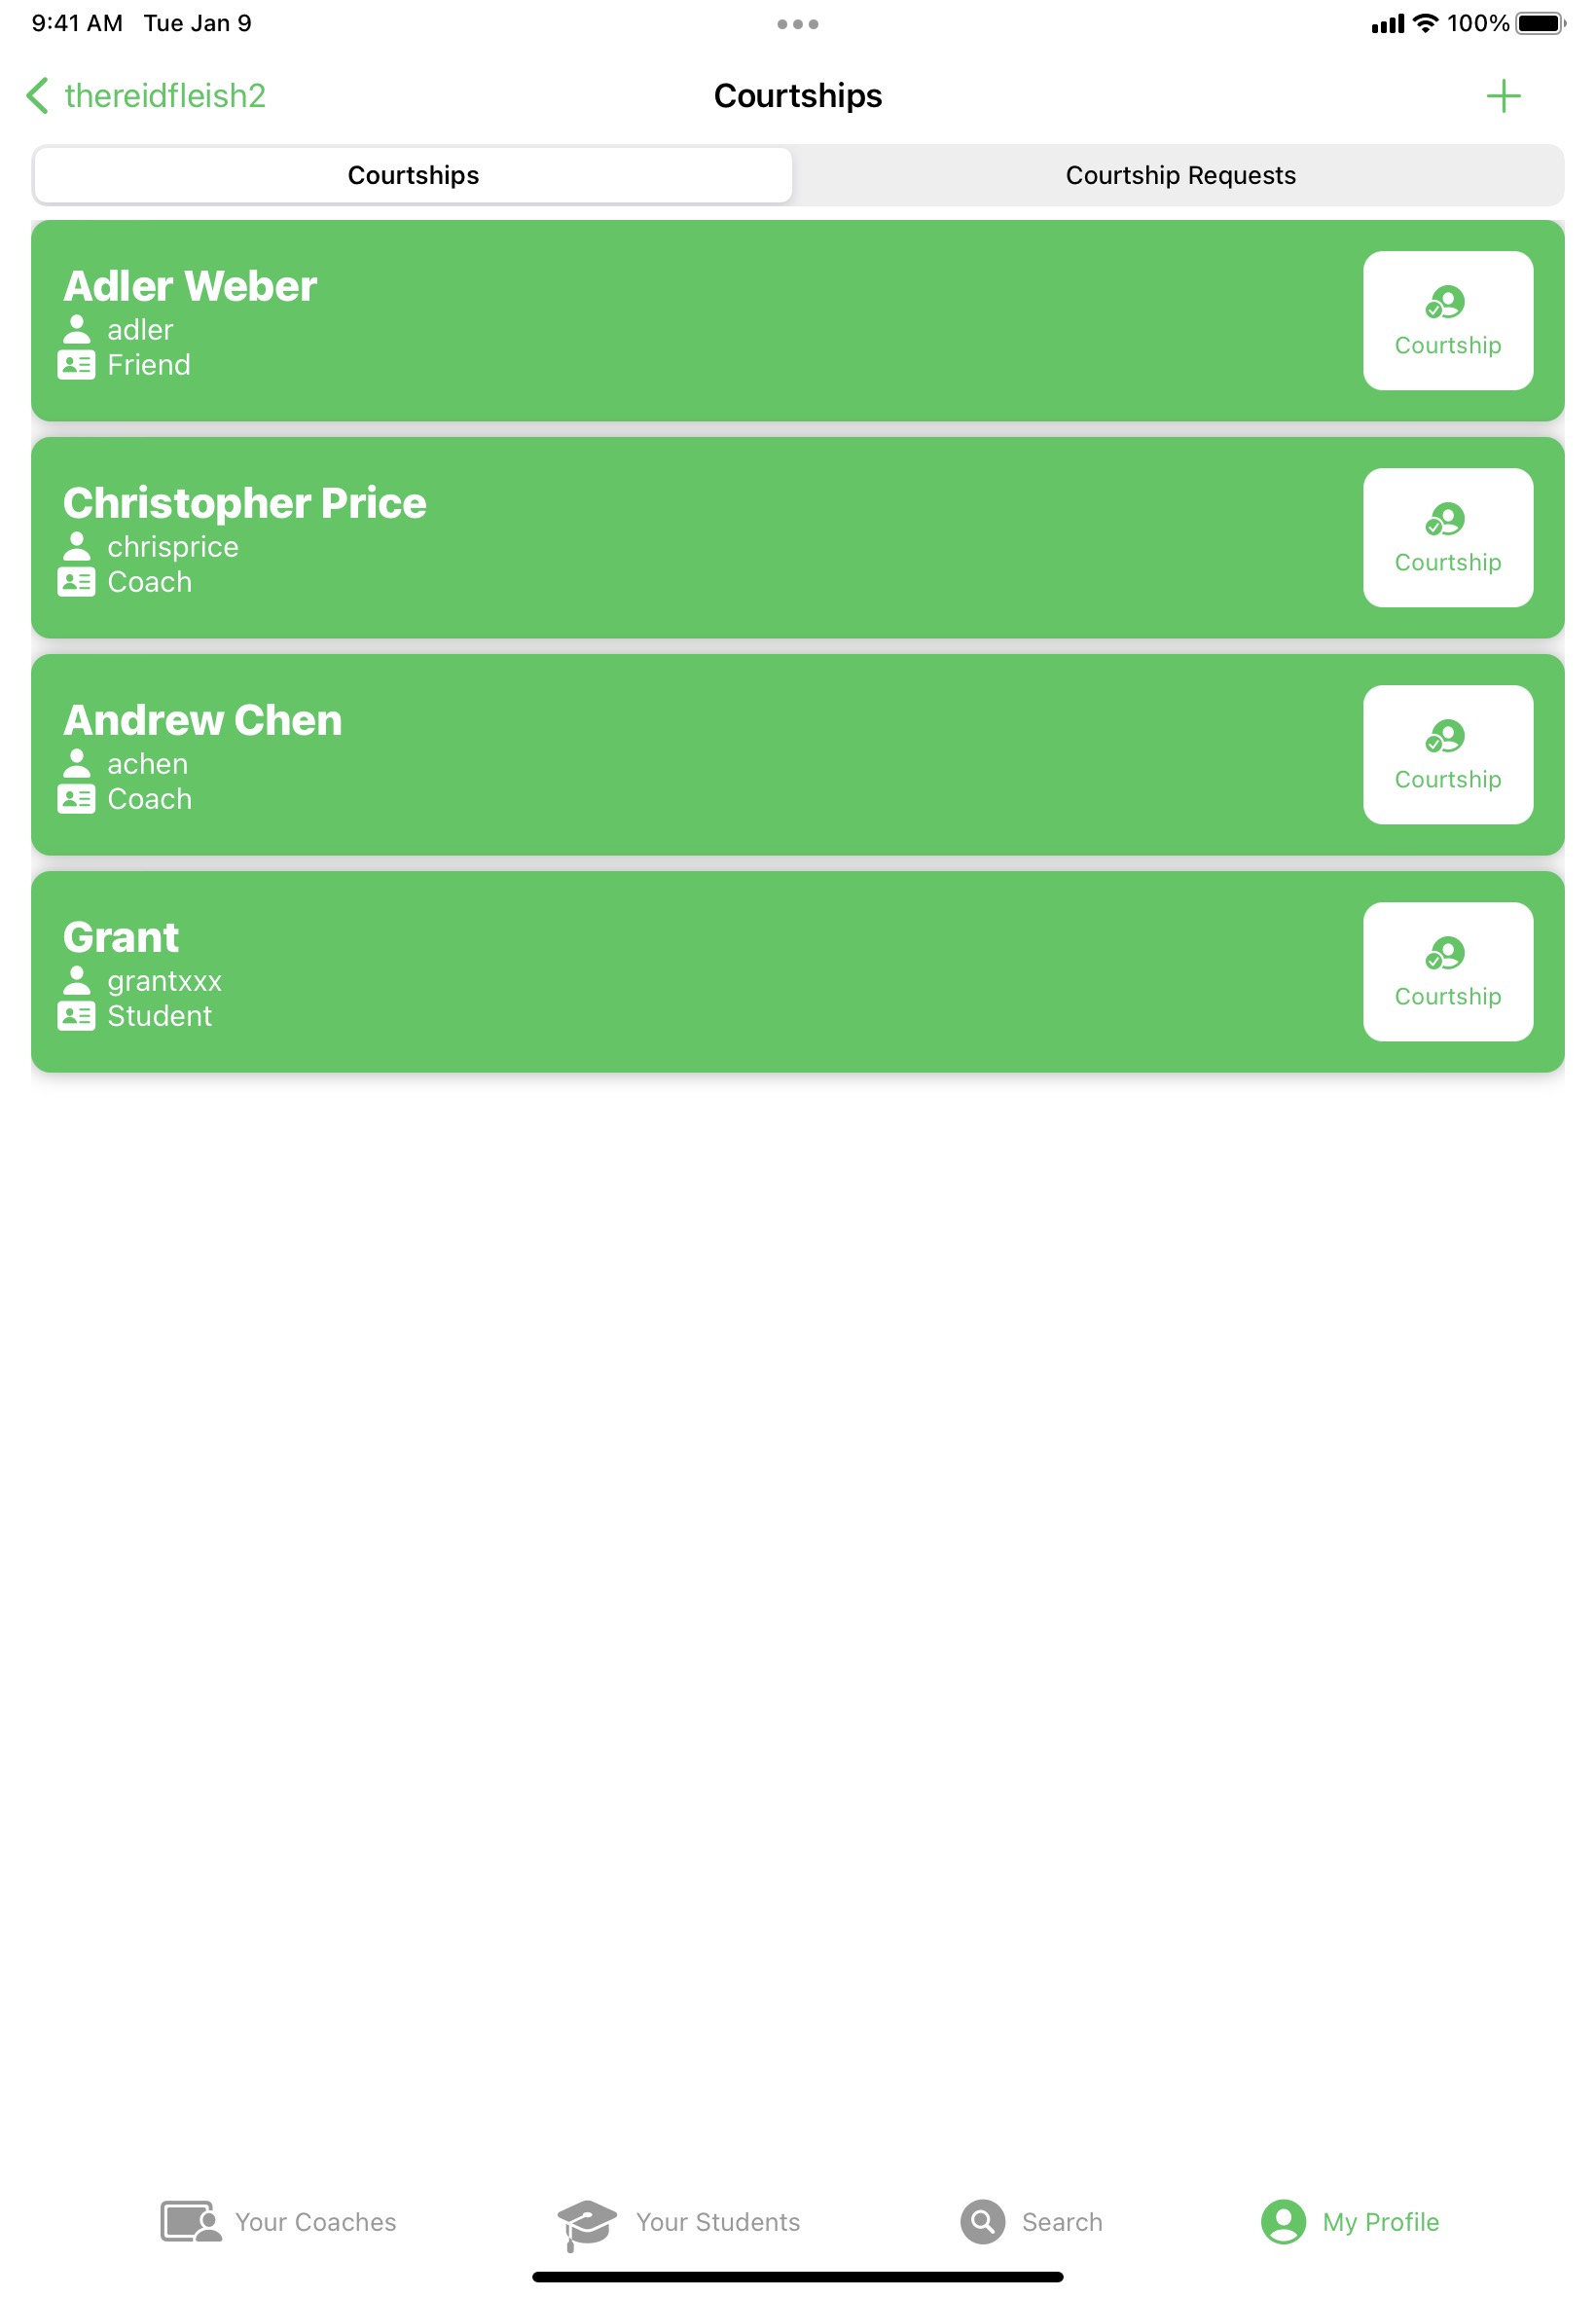 9:41 AM Tue Jan 9 100%
thereidfleish2 Courtships
Courtships Courtship Requests
Adler Weber
adler
Friend
Courtship
Christopher Price
chrisprice
Coach
Courtship
Andrew Chen
achen
Coach
Courtship
Grant
grantxxx
Student
Courtship
Your Coaches Your Students Search My Profile